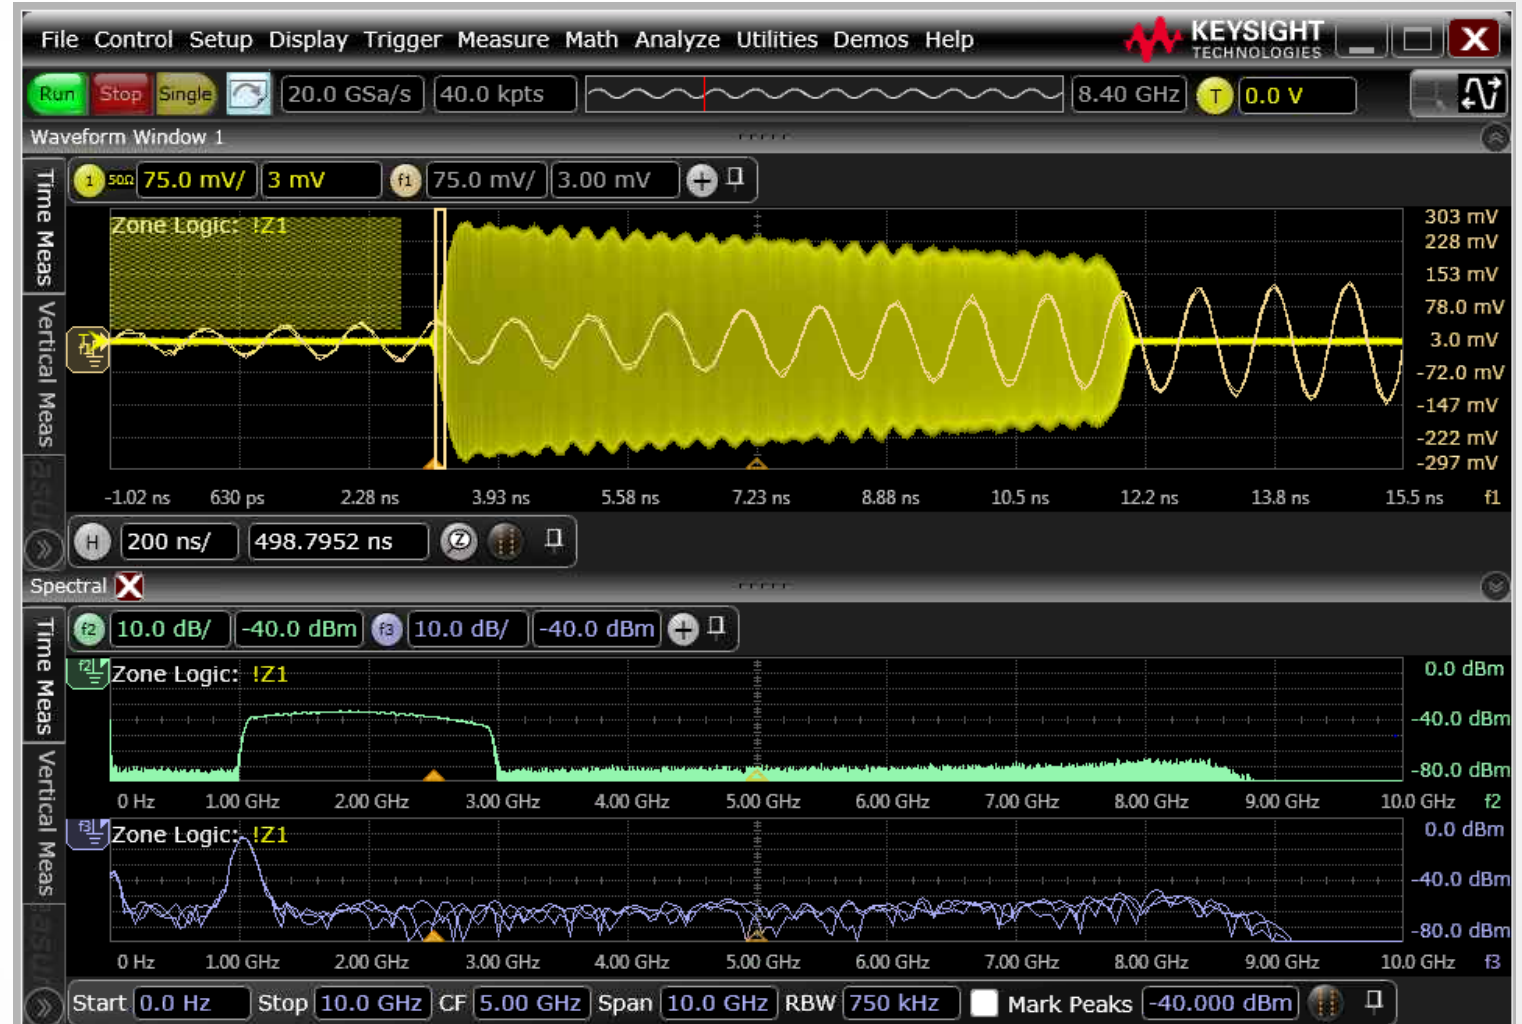 File Control Setup Display Trigger Measure Math Analyze Utilities Demos Help
KEYSIGHT
TECHNOLOGIES
X
Run Stop Single 20.0 GSa/s 40.0 kpts 8.40 GHz T 0.0 V
Waveform Window 1
Time Meas
Vertical Meas
1 50Ω 75.0 mV/ 3 mV f1 75.0 mV/ 3.00 mV +
Zone Logic: !Z1
303 mV
228 mV
153 mV
78.0 mV
3.0 mV
-72.0 mV
-147 mV
-222 mV
-297 mV
-1.02 ns 630 ps 2.28 ns 3.93 ns 5.58 ns 7.23 ns 8.88 ns 10.5 ns 12.2 ns 13.8 ns 15.5 ns f1
H 200 ns/ 498.7952 ns Z
Spectral X
Time Meas
Vertical Meas
f2 10.0 dB/ -40.0 dBm f3 10.0 dB/ -40.0 dBm +
f2 Zone Logic: !Z1
0.0 dBm
-40.0 dBm
-80.0 dBm
0 Hz 1.00 GHz 2.00 GHz 3.00 GHz 4.00 GHz 5.00 GHz 6.00 GHz 7.00 GHz 8.00 GHz 9.00 GHz 10.0 GHz f2
f3 Zone Logic: !Z1
0.0 dBm
-40.0 dBm
-80.0 dBm
0 Hz 1.00 GHz 2.00 GHz 3.00 GHz 4.00 GHz 5.00 GHz 6.00 GHz 7.00 GHz 8.00 GHz 9.00 GHz 10.0 GHz f3
Start 0.0 Hz Stop 10.0 GHz CF 5.00 GHz Span 10.0 GHz RBW 750 kHz Mark Peaks -40.000 dBm